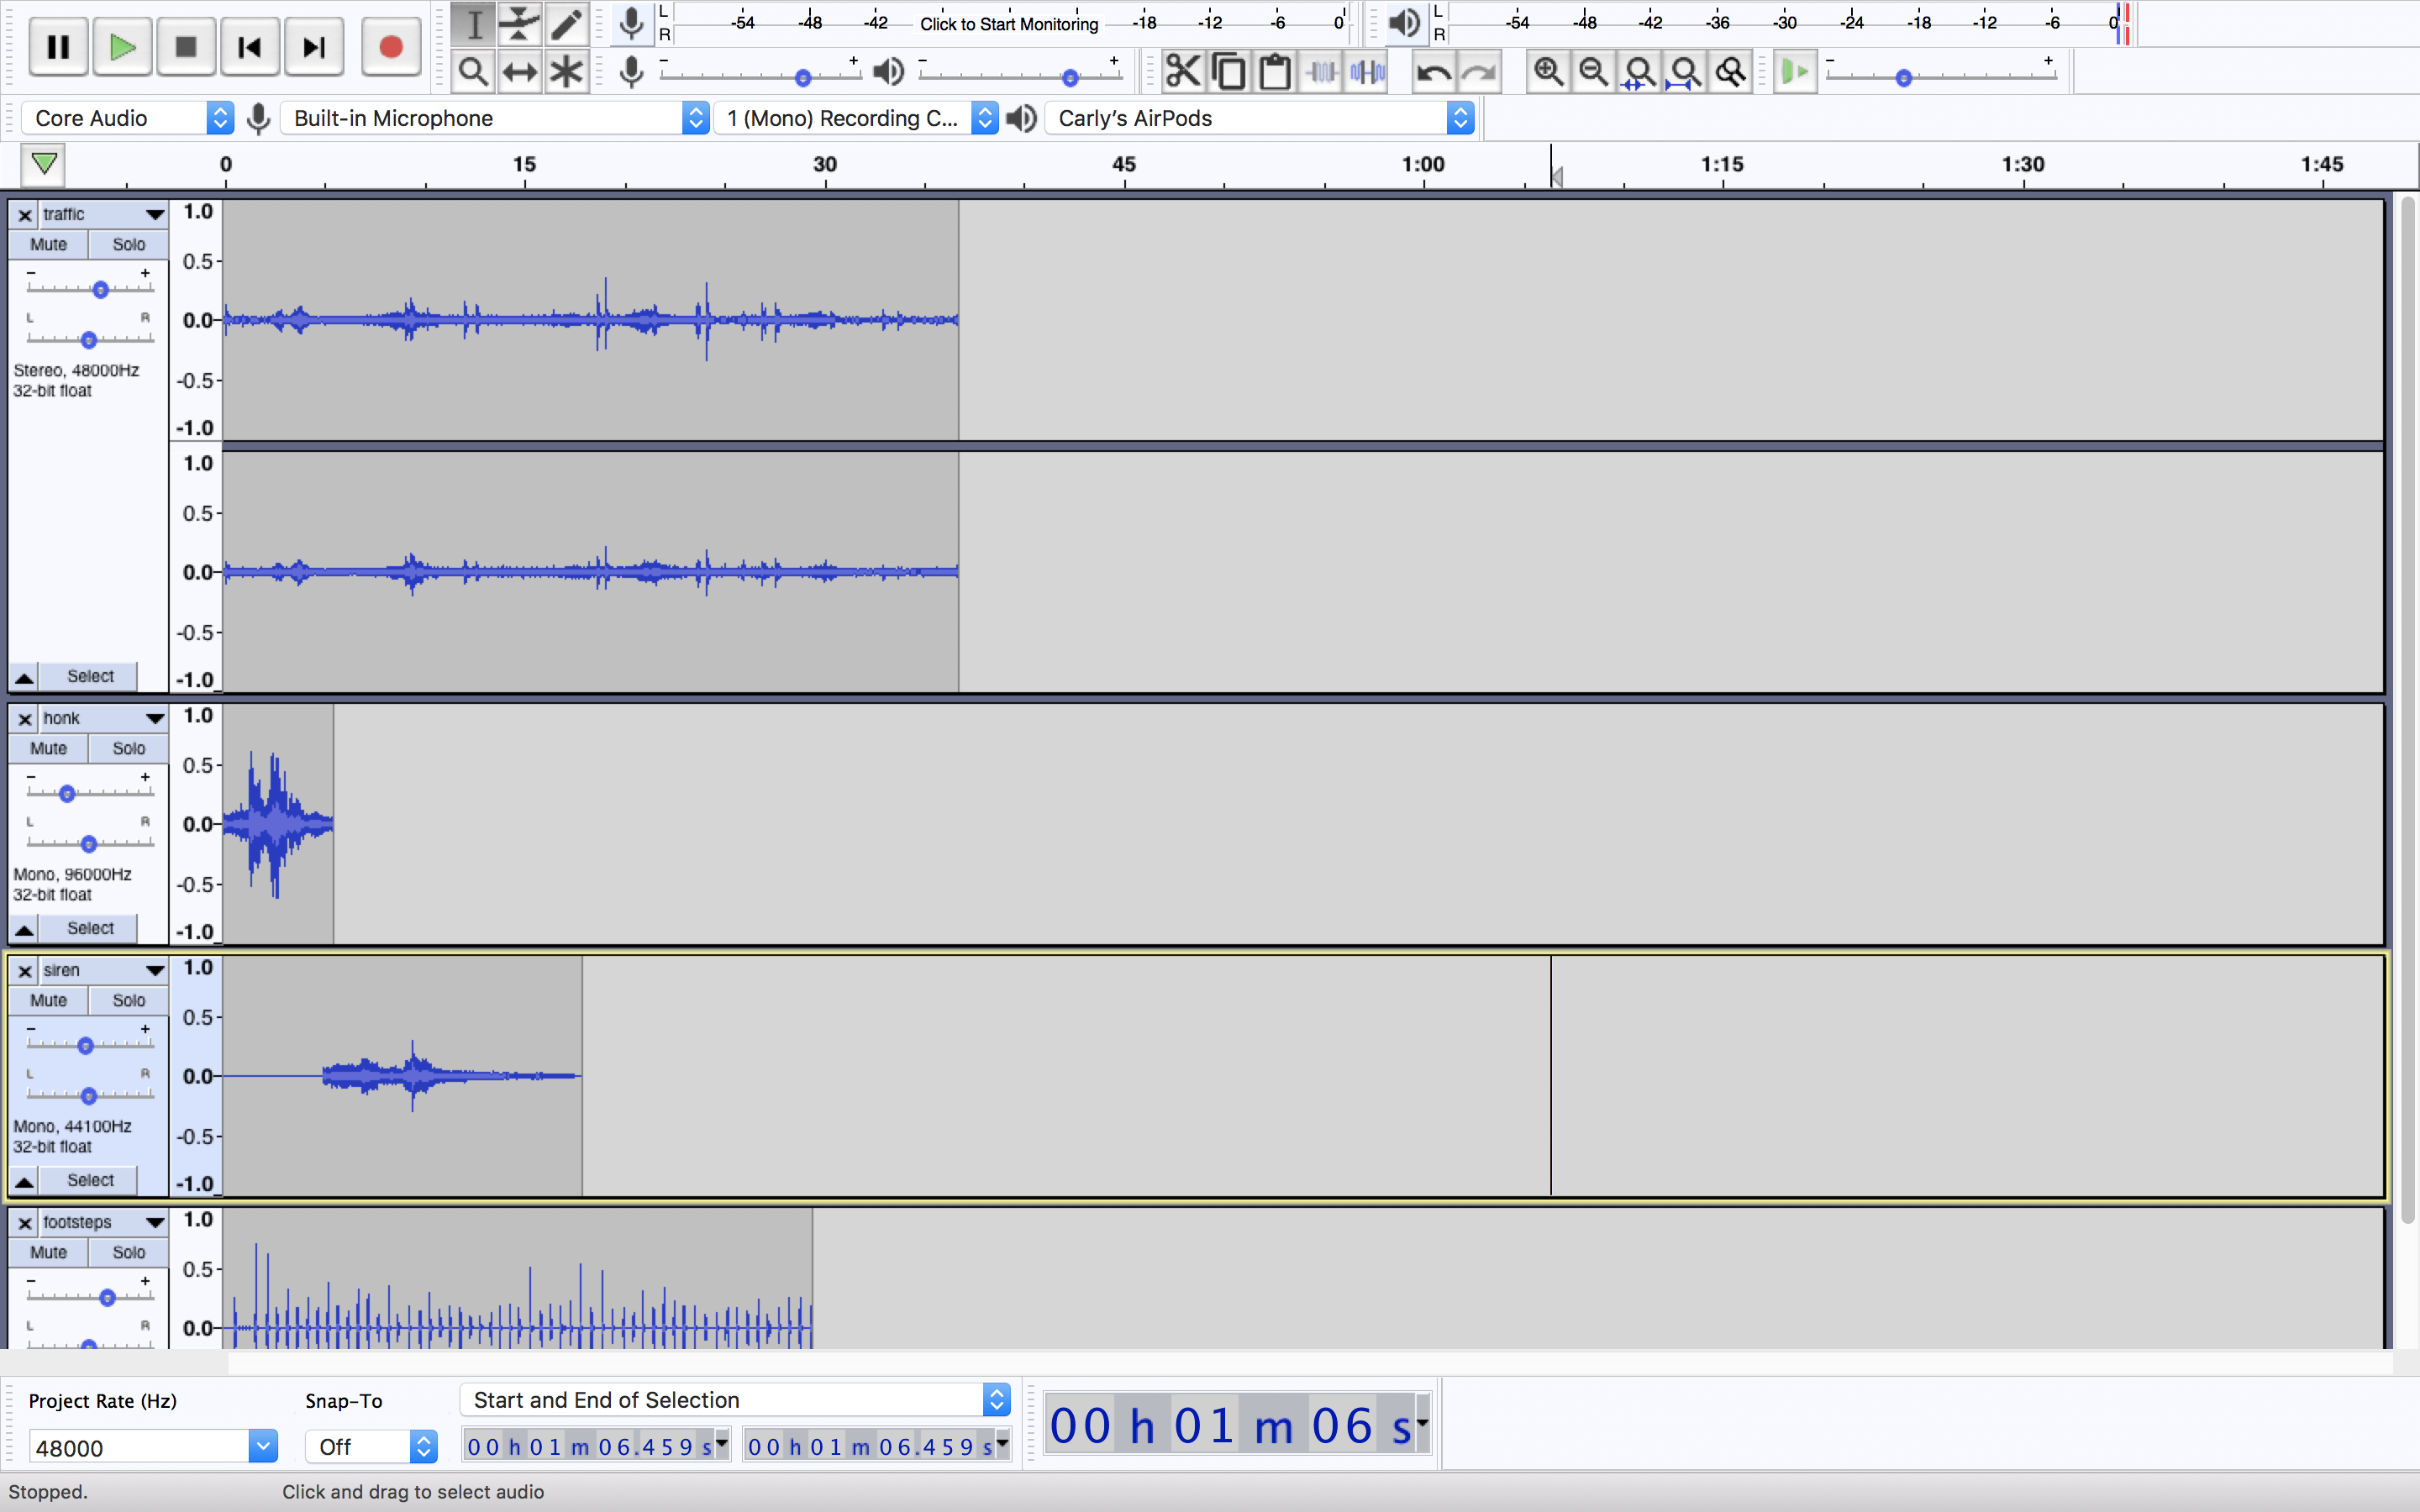 L -54 -48 -42 Click to Start Monitoring -18 -12 -6 0
R
L -54 -48 -42 -36 -30 -24 -18 -12 -6 0
R
- + - + - +
Core Audio Built-in Microphone 1 (Mono) Recording C... Carly's AirPods
0 15 30 45 1:00 1:15 1:30 1:45
traffic
Mute Solo
- +
L R
Stereo, 48000Hz
32-bit float
Select
1.0
0.5
0.0
-0.5
-1.0
1.0
0.5
0.0
-0.5
-1.0
honk
Mute Solo
- +
L R
Mono, 96000Hz
32-bit float
Select
1.0
0.5
0.0
-0.5
-1.0
siren
Mute Solo
- +
L R
Mono, 44100Hz
32-bit float
Select
1.0
0.5
0.0
-0.5
-1.0
footsteps
Mute Solo
- +
L R
1.0
0.5
0.0
Project Rate (Hz) Snap-To Start and End of Selection
48000 Off 00 h 01 m 06.459 s 00 h 01 m 06.459 s 00 h 01 m 06 s
Stopped. Click and drag to select audio